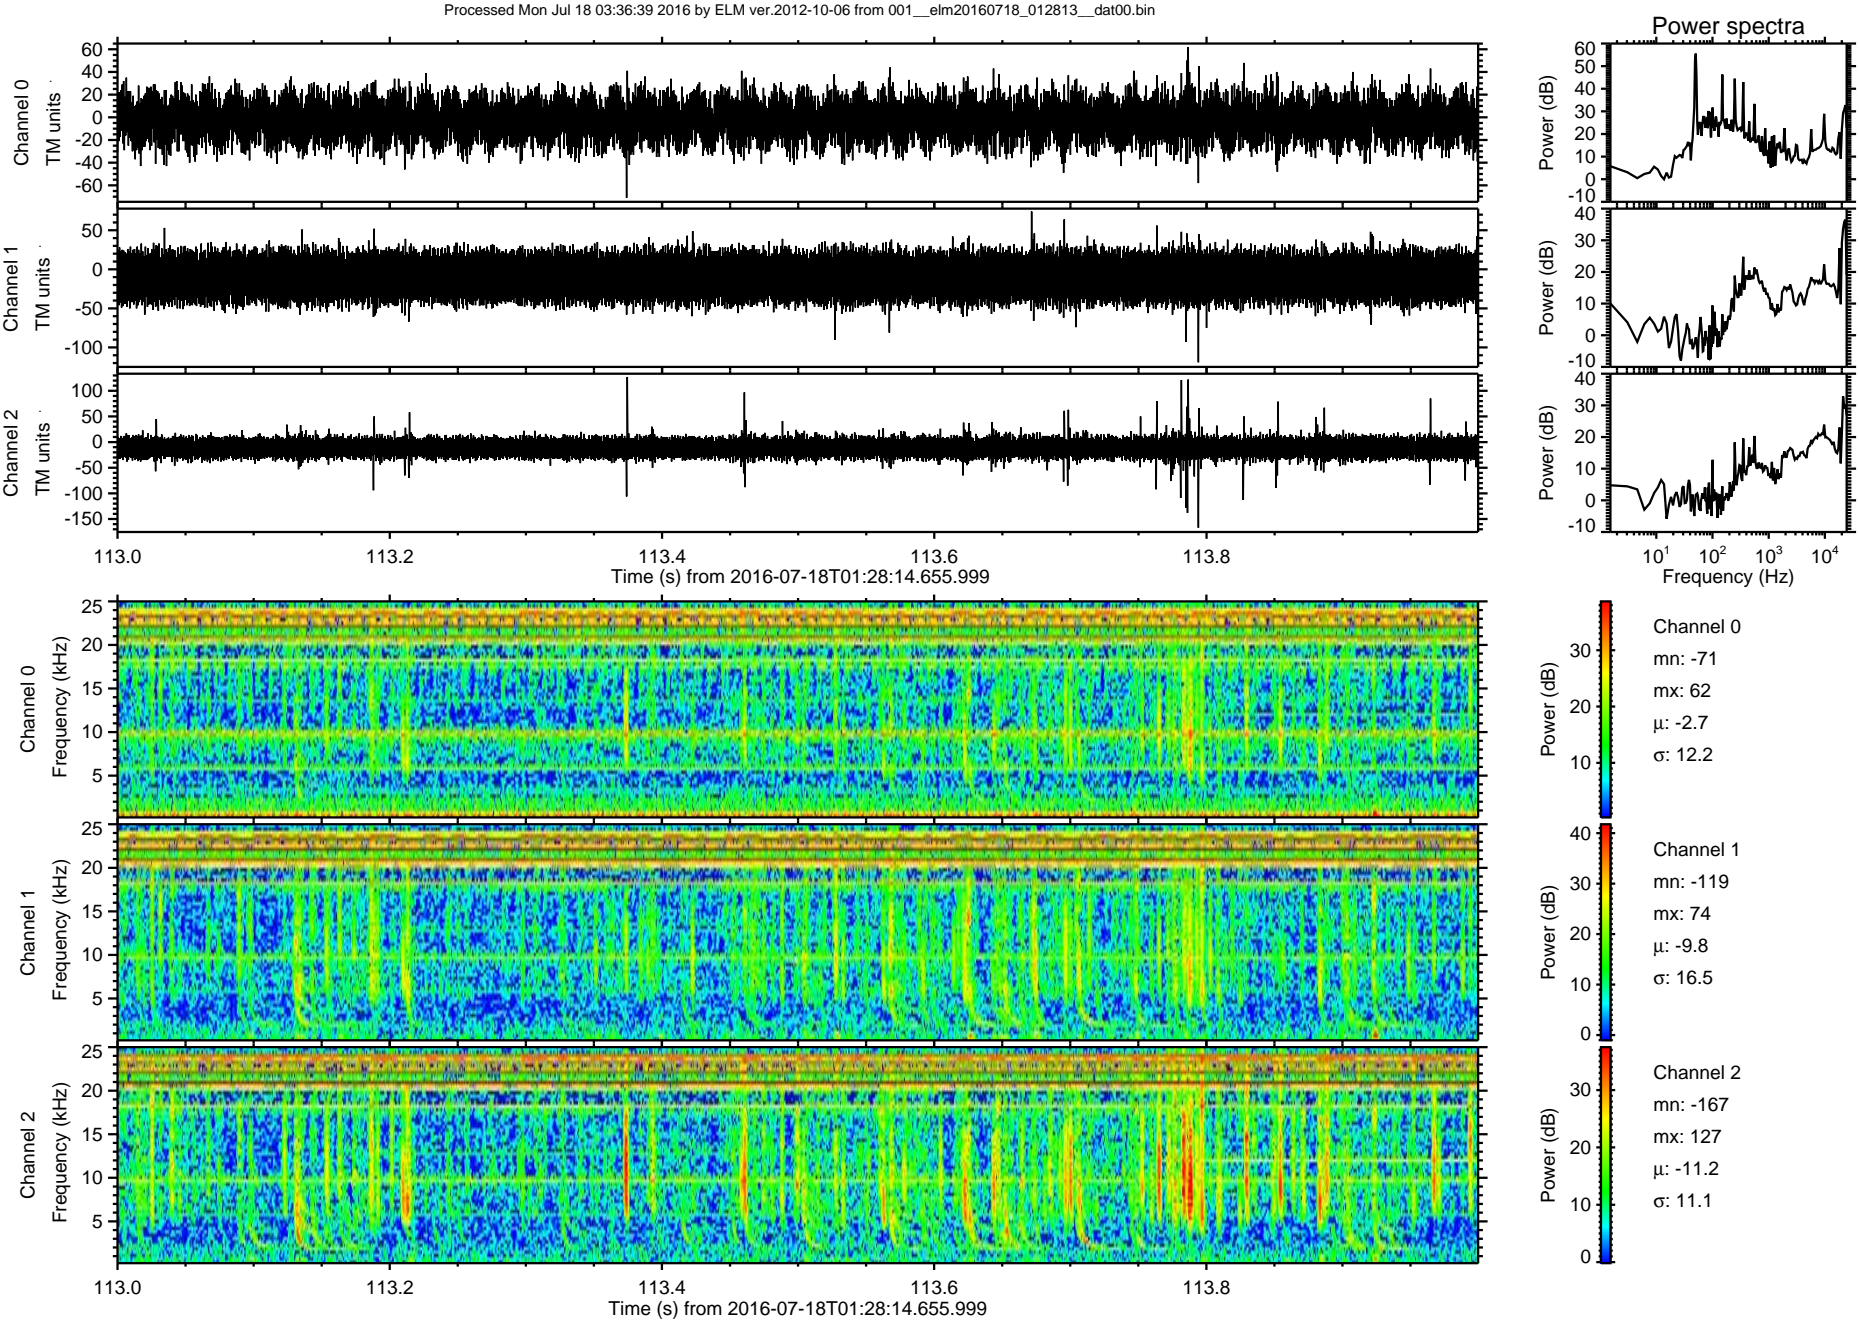 Processed Mon Jul 18 03:36:39 2016 by ELM ver.2012-10-06 from 001__elm20160718_012813__dat00.bin
Power spectra
Channel 0
TM units
60
40
20
0
-20
-40
-60
Power (dB)
60
50
40
30
20
10
0
-10
Channel 1
TM units
50
0
-50
-100
Power (dB)
40
30
20
10
0
-10
Channel 2
TM units
100
50
0
-50
-100
-150
Power (dB)
40
30
20
10
0
-10
113.0 113.2 113.4 113.6 113.8
Time (s) from 2016-07-18T01:28:14.655.999
10¹ 10² 10³ 10⁴
Frequency (Hz)
Channel 0
Frequency (kHz)
25
20
15
10
5
Power (dB)
30
20
10
Channel 0
mn: -71
mx: 62
μ: -2.7
σ: 12.2
Channel 1
Frequency (kHz)
25
20
15
10
5
Power (dB)
40
30
20
10
0
Channel 1
mn: -119
mx: 74
μ: -9.8
σ: 16.5
Channel 2
Frequency (kHz)
25
20
15
10
5
Power (dB)
30
20
10
0
Channel 2
mn: -167
mx: 127
μ: -11.2
σ: 11.1
113.0 113.2 113.4 113.6 113.8
Time (s) from 2016-07-18T01:28:14.655.999